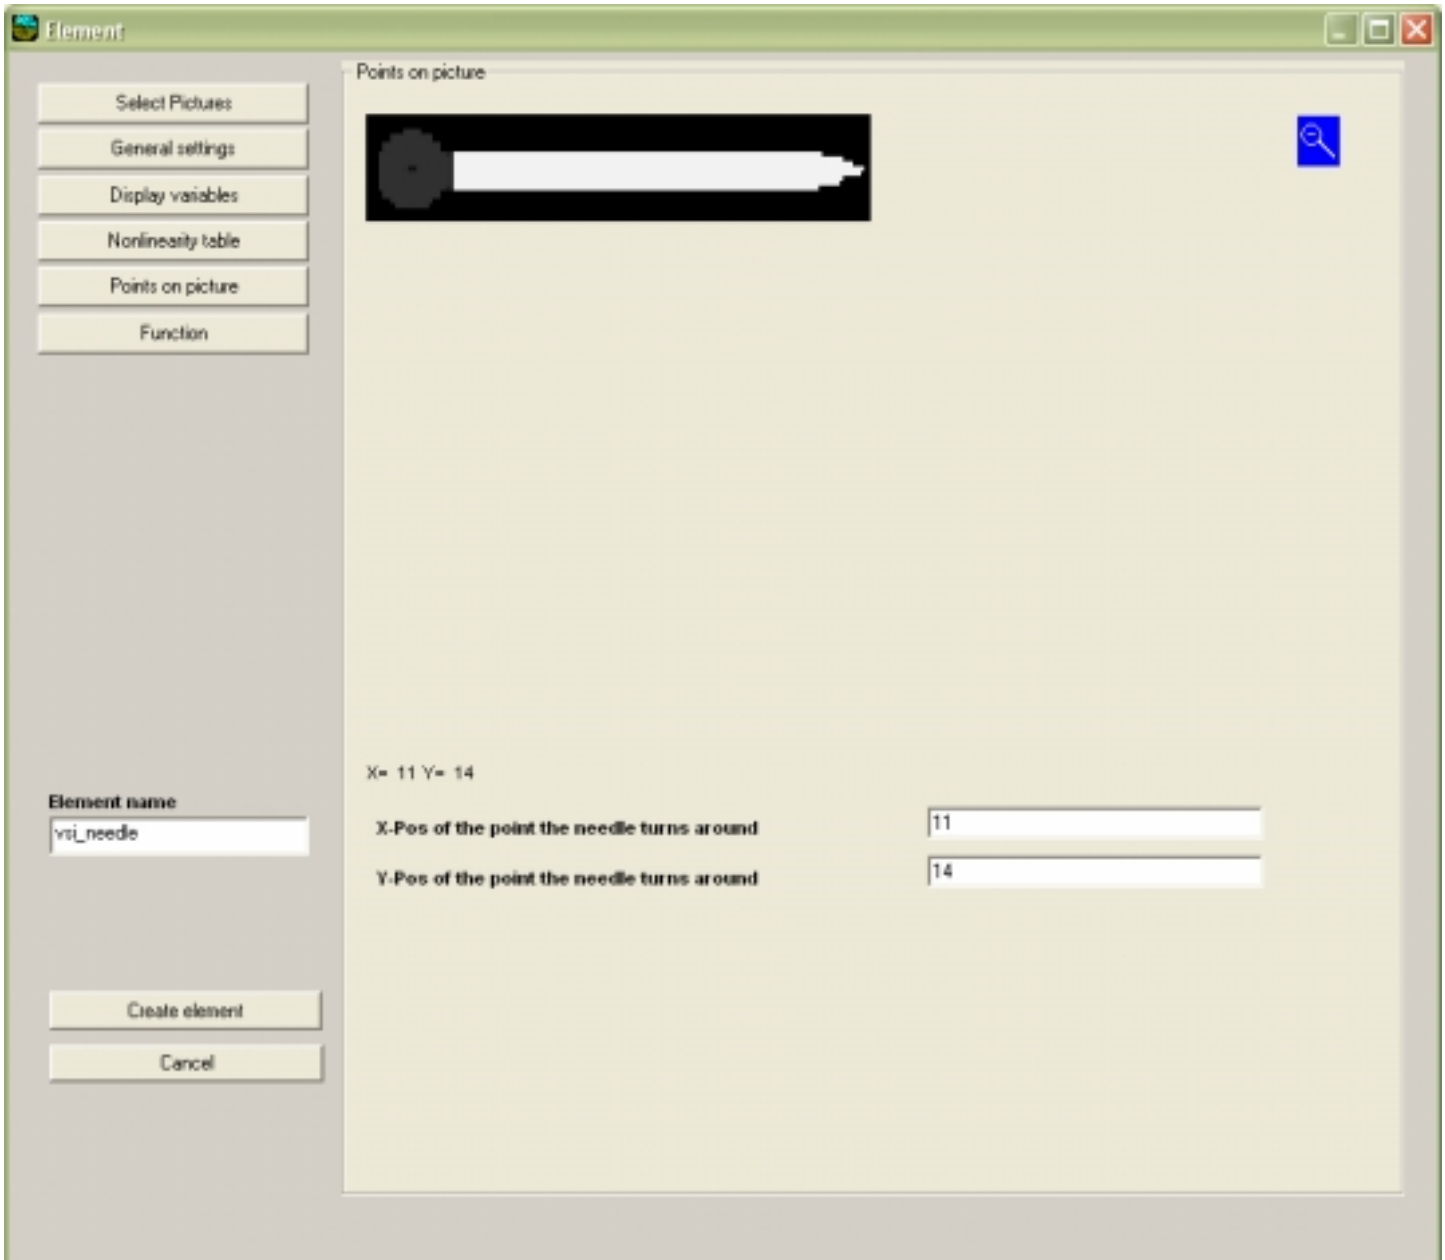 Element
Select Pictures
General settings
Display variables
Nonlinearity table
Points on picture
Function
Points on picture
X= 11 Y= 14
Element name
vsi_needle
X-Pos of the point the needle turns around
11
Y-Pos of the point the needle turns around
14
Create element
Cancel